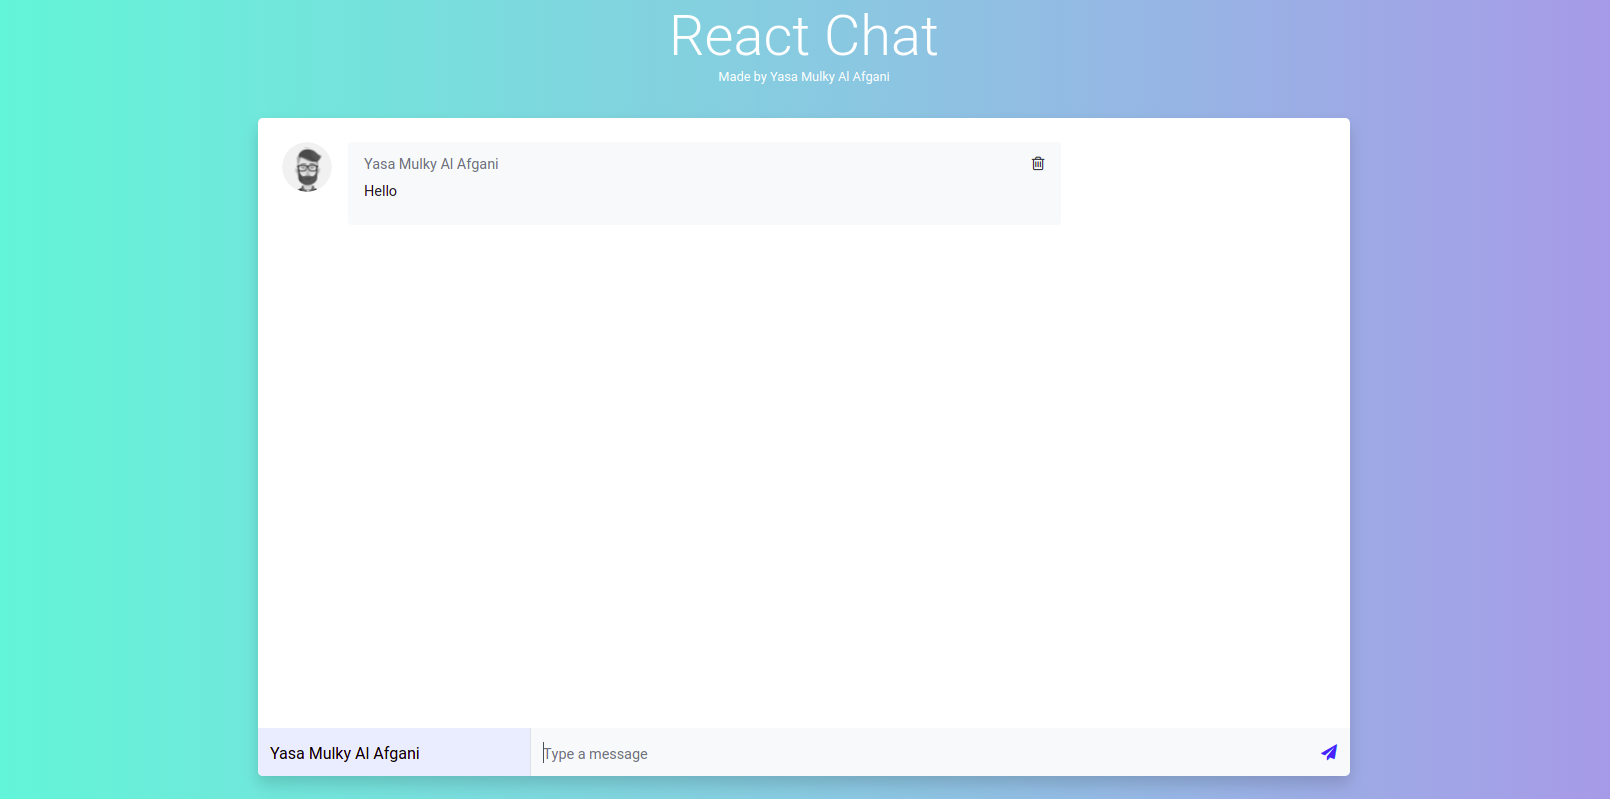 React Chat
Made by Yasa Mulky Al Afgani
Yasa Mulky Al Afgani
Hello
Yasa Mulky Al Afgani
Type a message